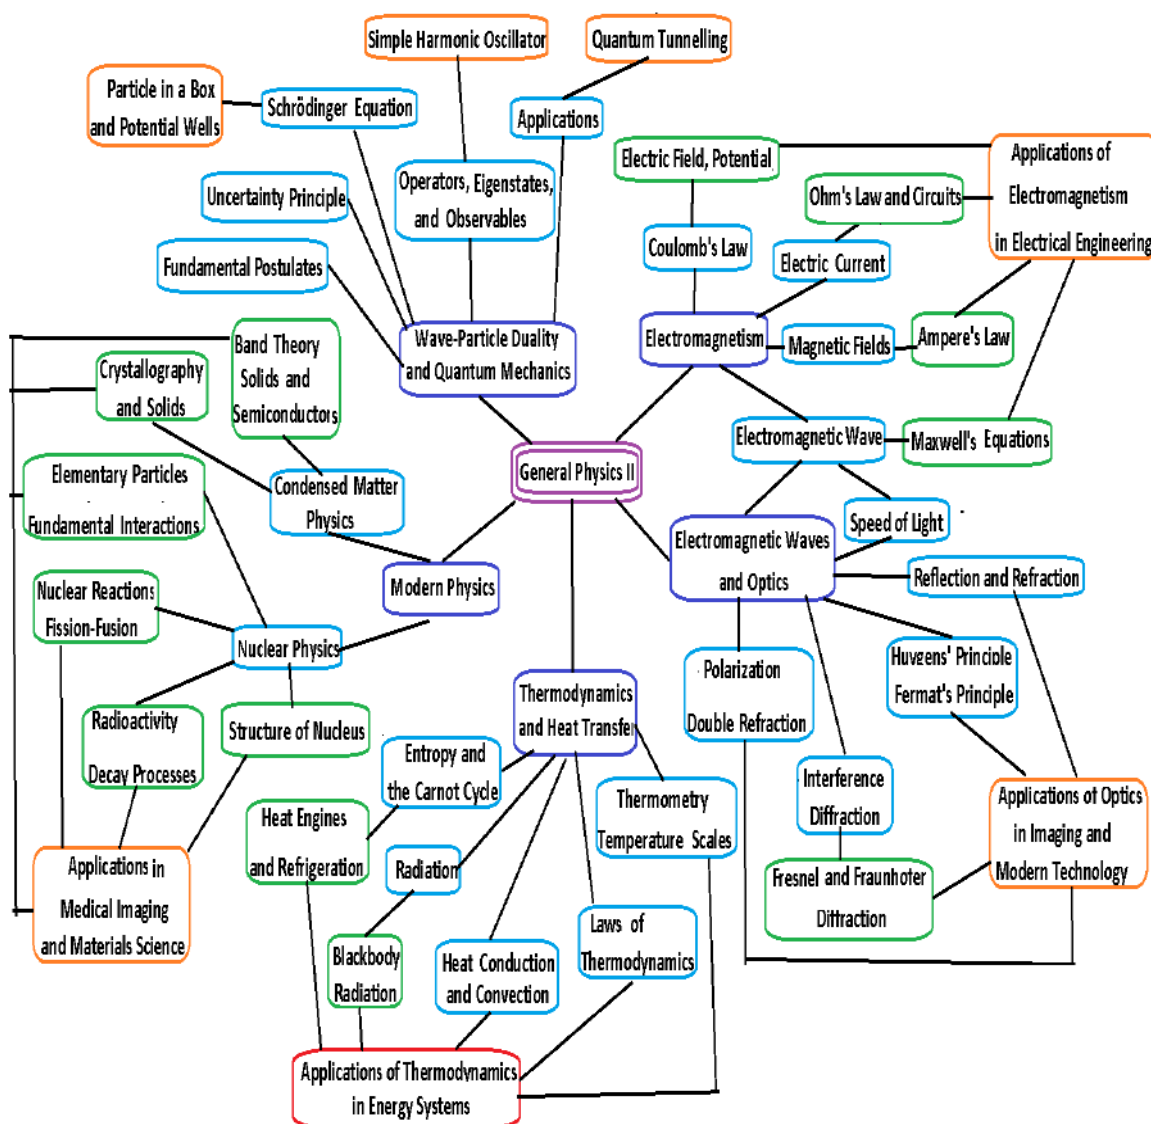 Simple Harmonic Oscillator
Quantum Tunnelling
Particle in a Box
and Potential Wells
Schrödinger Equation
Applications
Electric Field, Potential
Applications of
Electromagnetism
in Electrical Engineering
Uncertainty Principle
Operators, Eigenstates,
and Observables
Ohm's Law and Circuits
Fundamental Postulates
Coulomb's Law
Electric Current
Wave-Particle Duality
and Quantum Mechanics
Electromagnetism
Magnetic Fields
Ampere's Law
Band Theory
Solids and
Semiconductors
Crystallography
and Solids
Electromagnetic Wave
Maxwell's Equations
General Physics II
Elementary Particles
Fundamental Interactions
Condensed Matter
Physics
Speed of Light
Electromagnetic Waves
and Optics
Modern Physics
Reflection and Refraction
Nuclear Reactions
Fission-Fusion
Nuclear Physics
Huvgens' Principle
Fermat's Principle
Polarization
Double Refraction
Thermodynamics
and Heat Transfer
Radioactivity
Decay Processes
Structure of Nucleus
Entropy and
the Carnot Cycle
Interference
Diffraction
Thermometry
Temperature Scales
Applications of Optics
in Imaging and
Modern Technology
Heat Engines
and Refrigeration
Radiation
Applications in
Medical Imaging
and Materials Science
Fresnel and Fraunhoter
Dittraction
Laws of
Thermodynamics
Blackbody
Radiation
Heat Conduction
and Convection
Applications of Thermodynamics
in Energy Systems